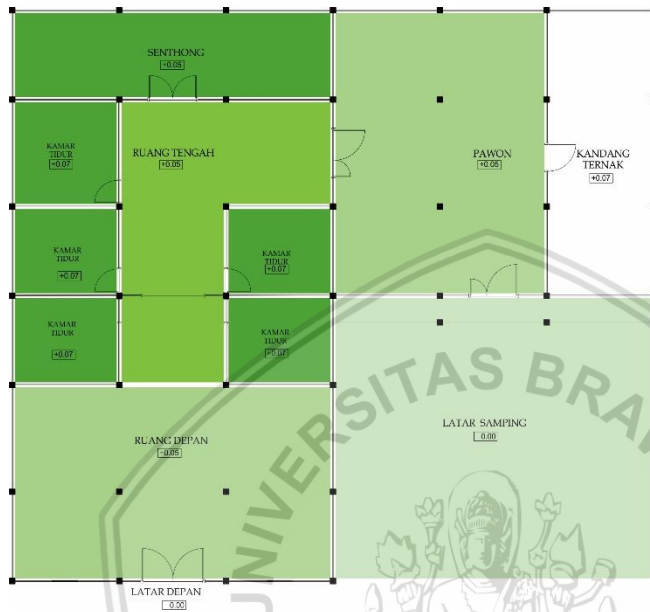 SENTHONG
+0.05
KAMAR
TIDUR
+0.07
RUANG TENGAH
+0.05
PAWON
+0.05
KANDANG
TERNAK
+0.07
KAMAR
TIDUR
+0.07
KAMAR
TIDUR
+0.07
KAMAR
TIDUR
+0.07
KAMAR
TIDUR
+0.07
RUANG DEPAN
+0.05
LATAR SAMPING
0.00
LATAR DEPAN
0.00
UNIVERSITAS BRA